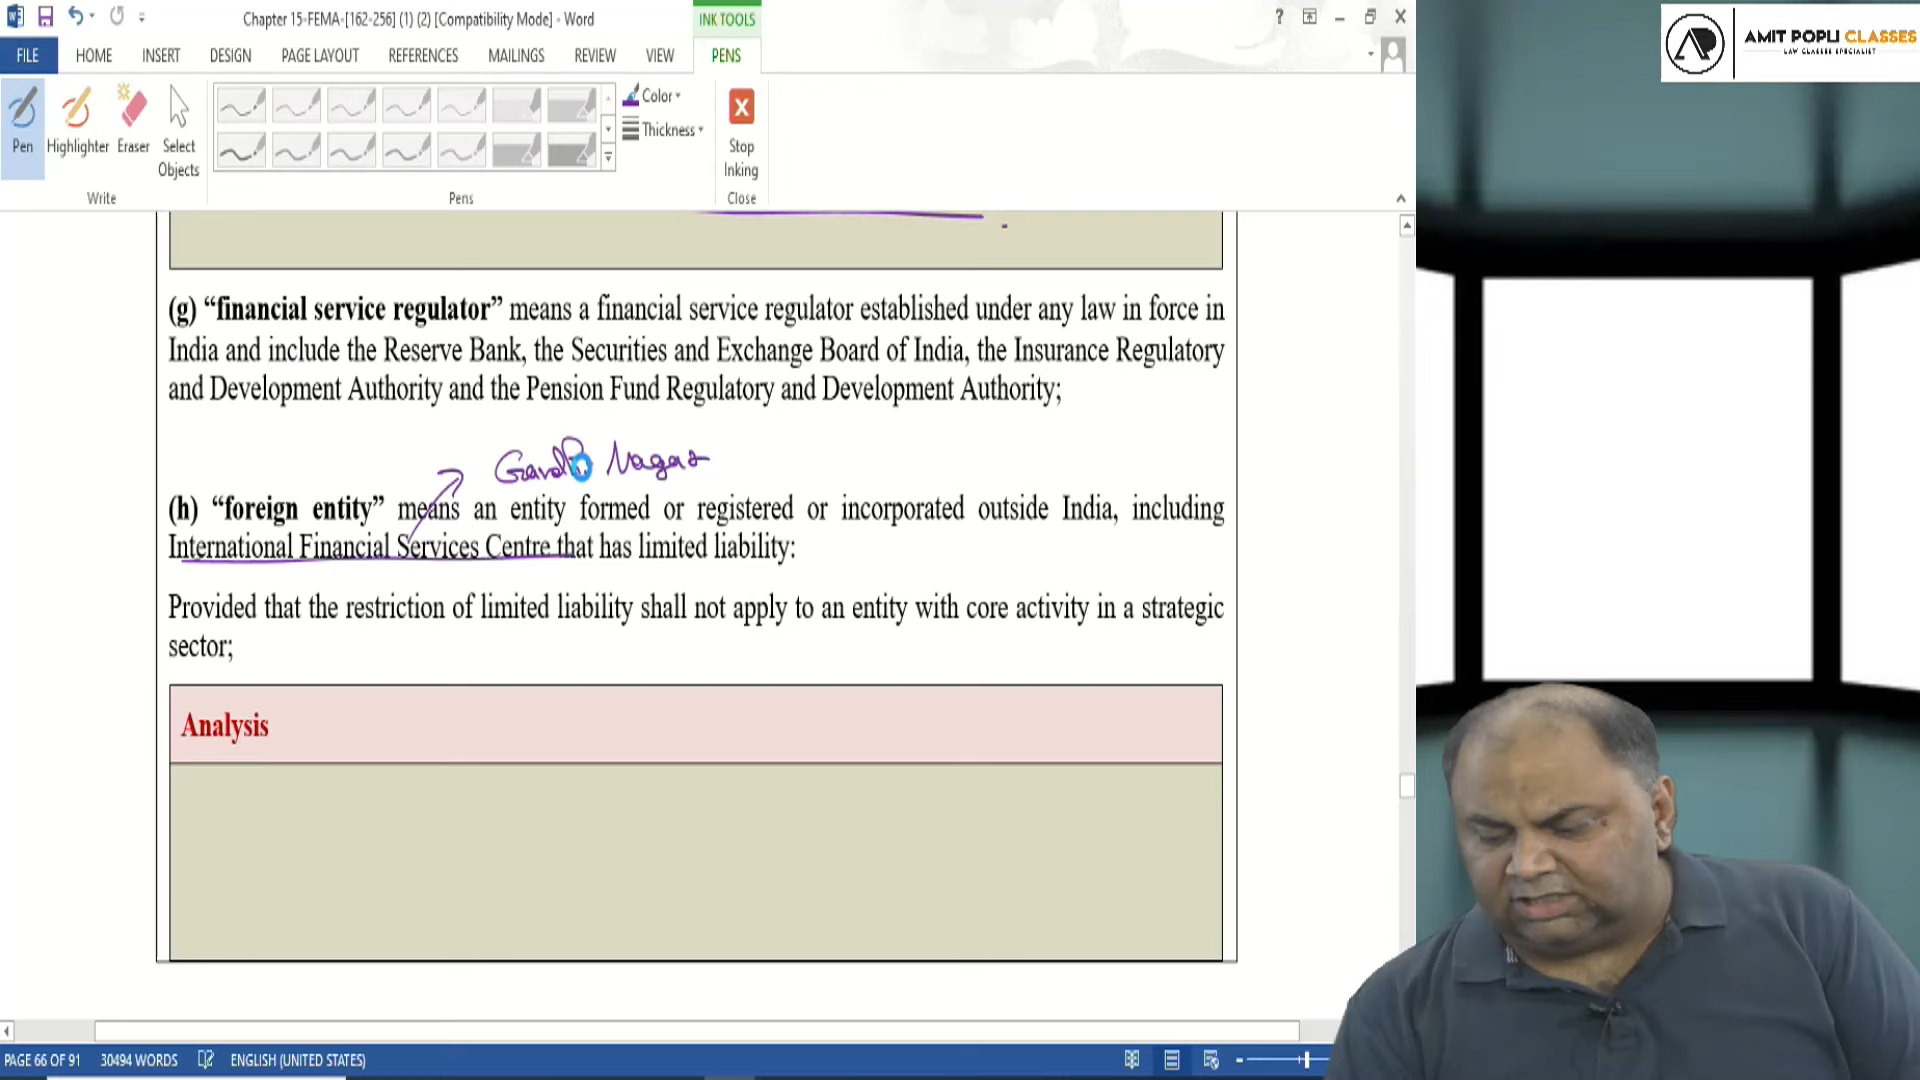 Chapter 15-FEMA-[162-256] (1) (2) [Compatibility Mode] - Word
INK TOOLS
FILE HOME INSERT DESIGN PAGE LAYOUT REFERENCES MAILINGS REVIEW VIEW PENS
Pen Highlighter Eraser Select Objects
Color
Thickness
Stop Inking
Write Pens Close
AMIT POPLI CLASSES
LAW CLASSES SPECIALIST
(g) “financial service regulator” means a financial service regulator established under any law in force in
India and include the Reserve Bank, the Securities and Exchange Board of India, the Insurance Regulatory
and Development Authority and the Pension Fund Regulatory and Development Authority;
Nagar
(h) “foreign entity” means an entity formed or registered or incorporated outside India, including
International Financial Services Centre that has limited liability:
Provided that the restriction of limited liability shall not apply to an entity with core activity in a strategic
sector;
Analysis
PAGE 66 OF 91 30494 WORDS ENGLISH (UNITED STATES)